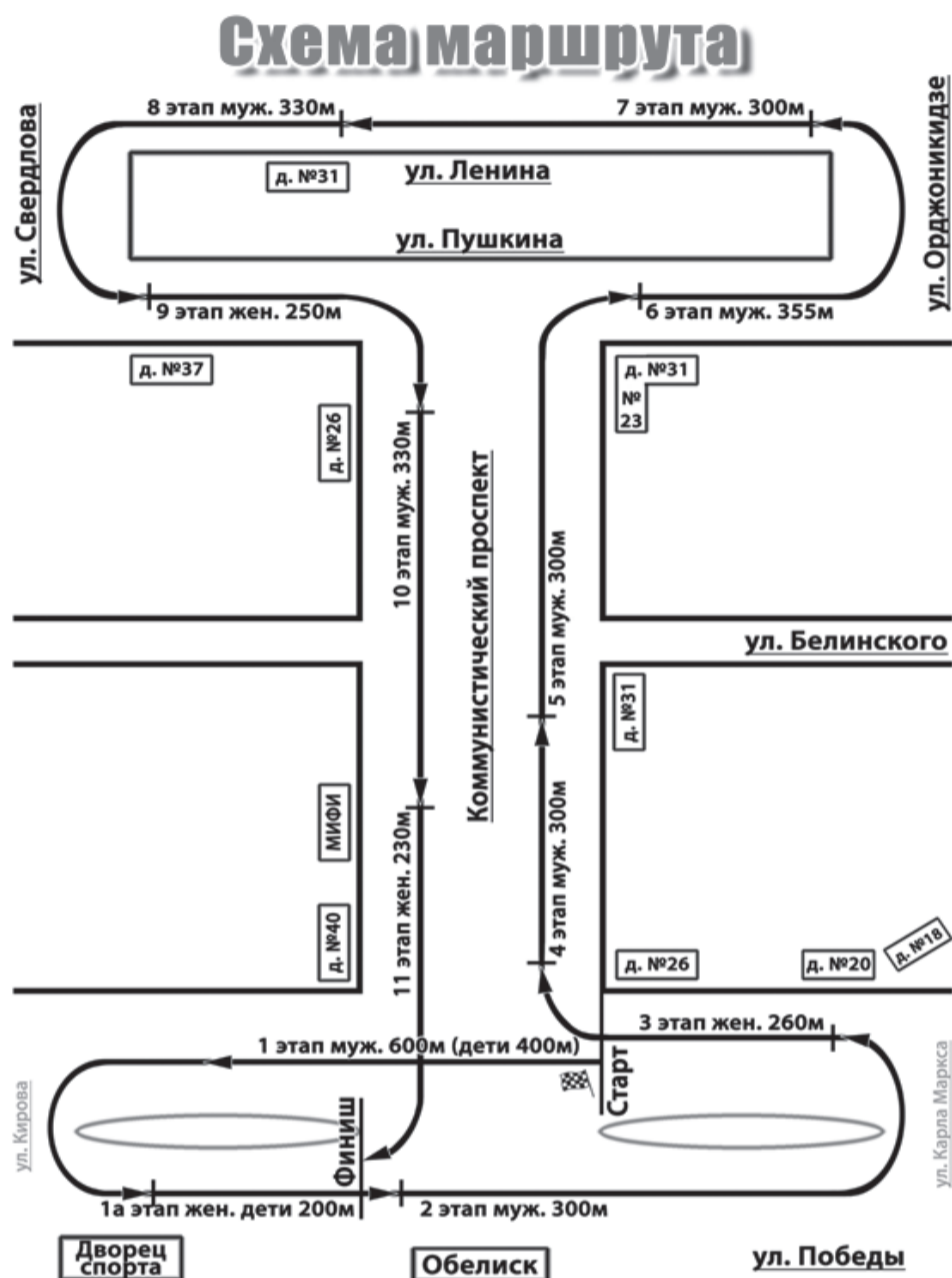 Схема маршрута
8 этап муж. 330м
7 этап муж. 300м
ул. Свердлова
ул. Орджоникидзе
д. №31
ул. Ленина
ул. Пушкина
9 этап жен. 250м
6 этап муж. 355м
д. №37
д. №26
д. №31
№
23
10 этап муж. 330м
Коммунистический проспект
5 этап муж. 300м
ул. Белинского
д. №31
МИФИ
д. №40
11 этап жен. 230м
4 этап муж. 300м
д. №26
д. №20
д. №18
3 этап жен. 260м
1 этап муж. 600м (дети 400м)
Старт
ул. Кирова
ул. Карла Маркса
Финиш
1а этап жен. дети 200м
2 этап муж. 300м
Дворец
спорта
Обелиск
ул. Победы